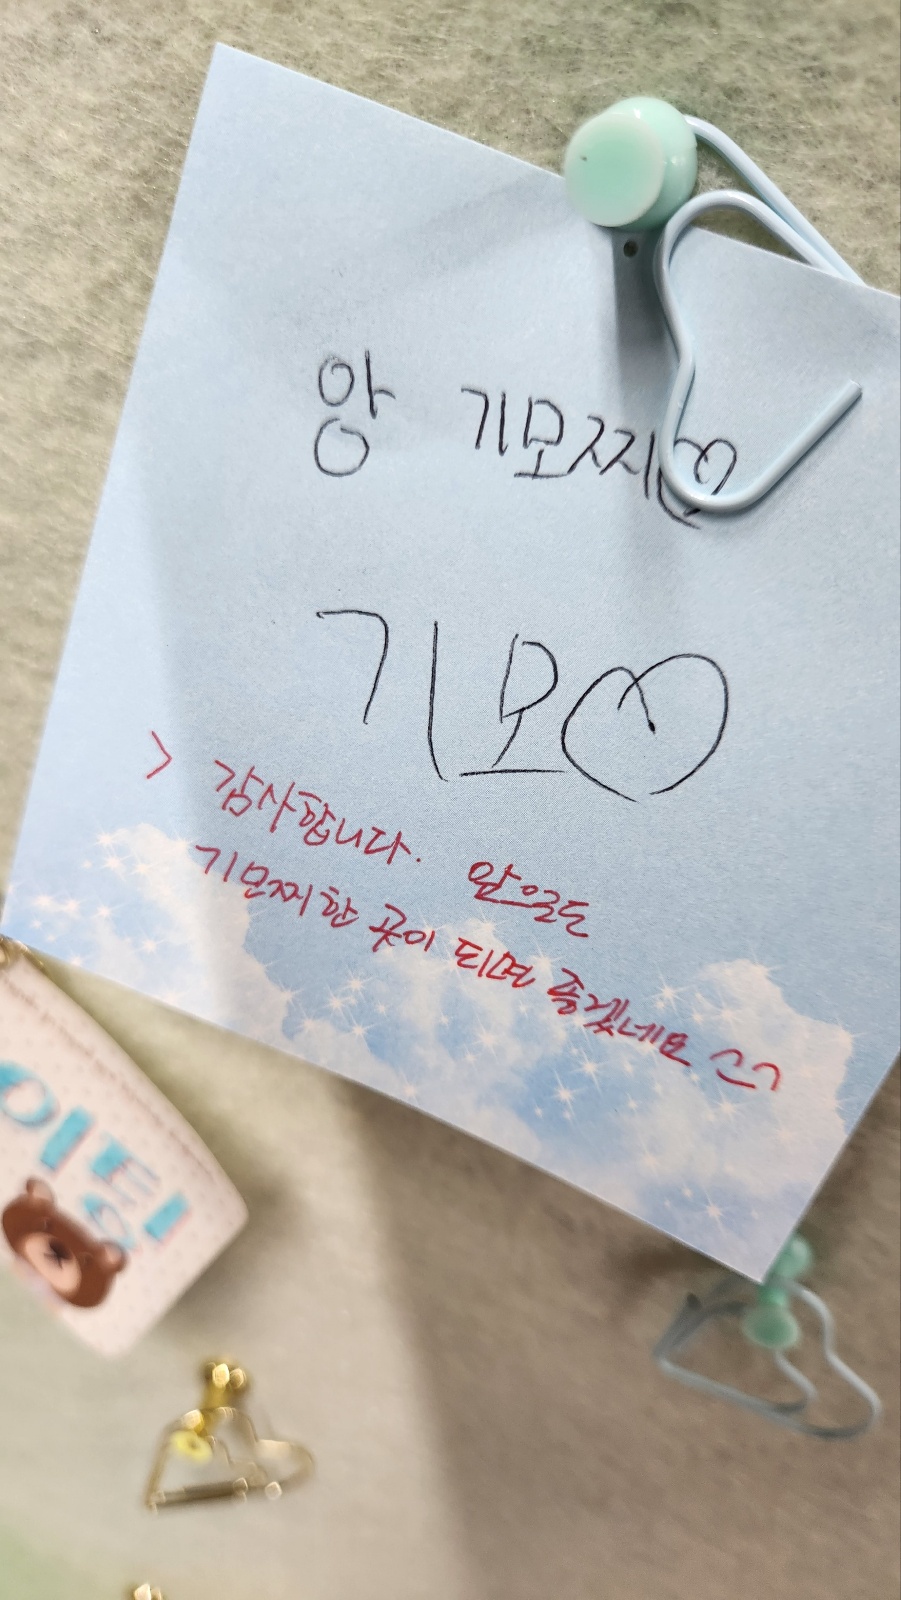 앙 기모찌♡
기모♡
> 감사합니다. 앞으로도
기모찌한 곳이 되면 좋겠네요 ^^